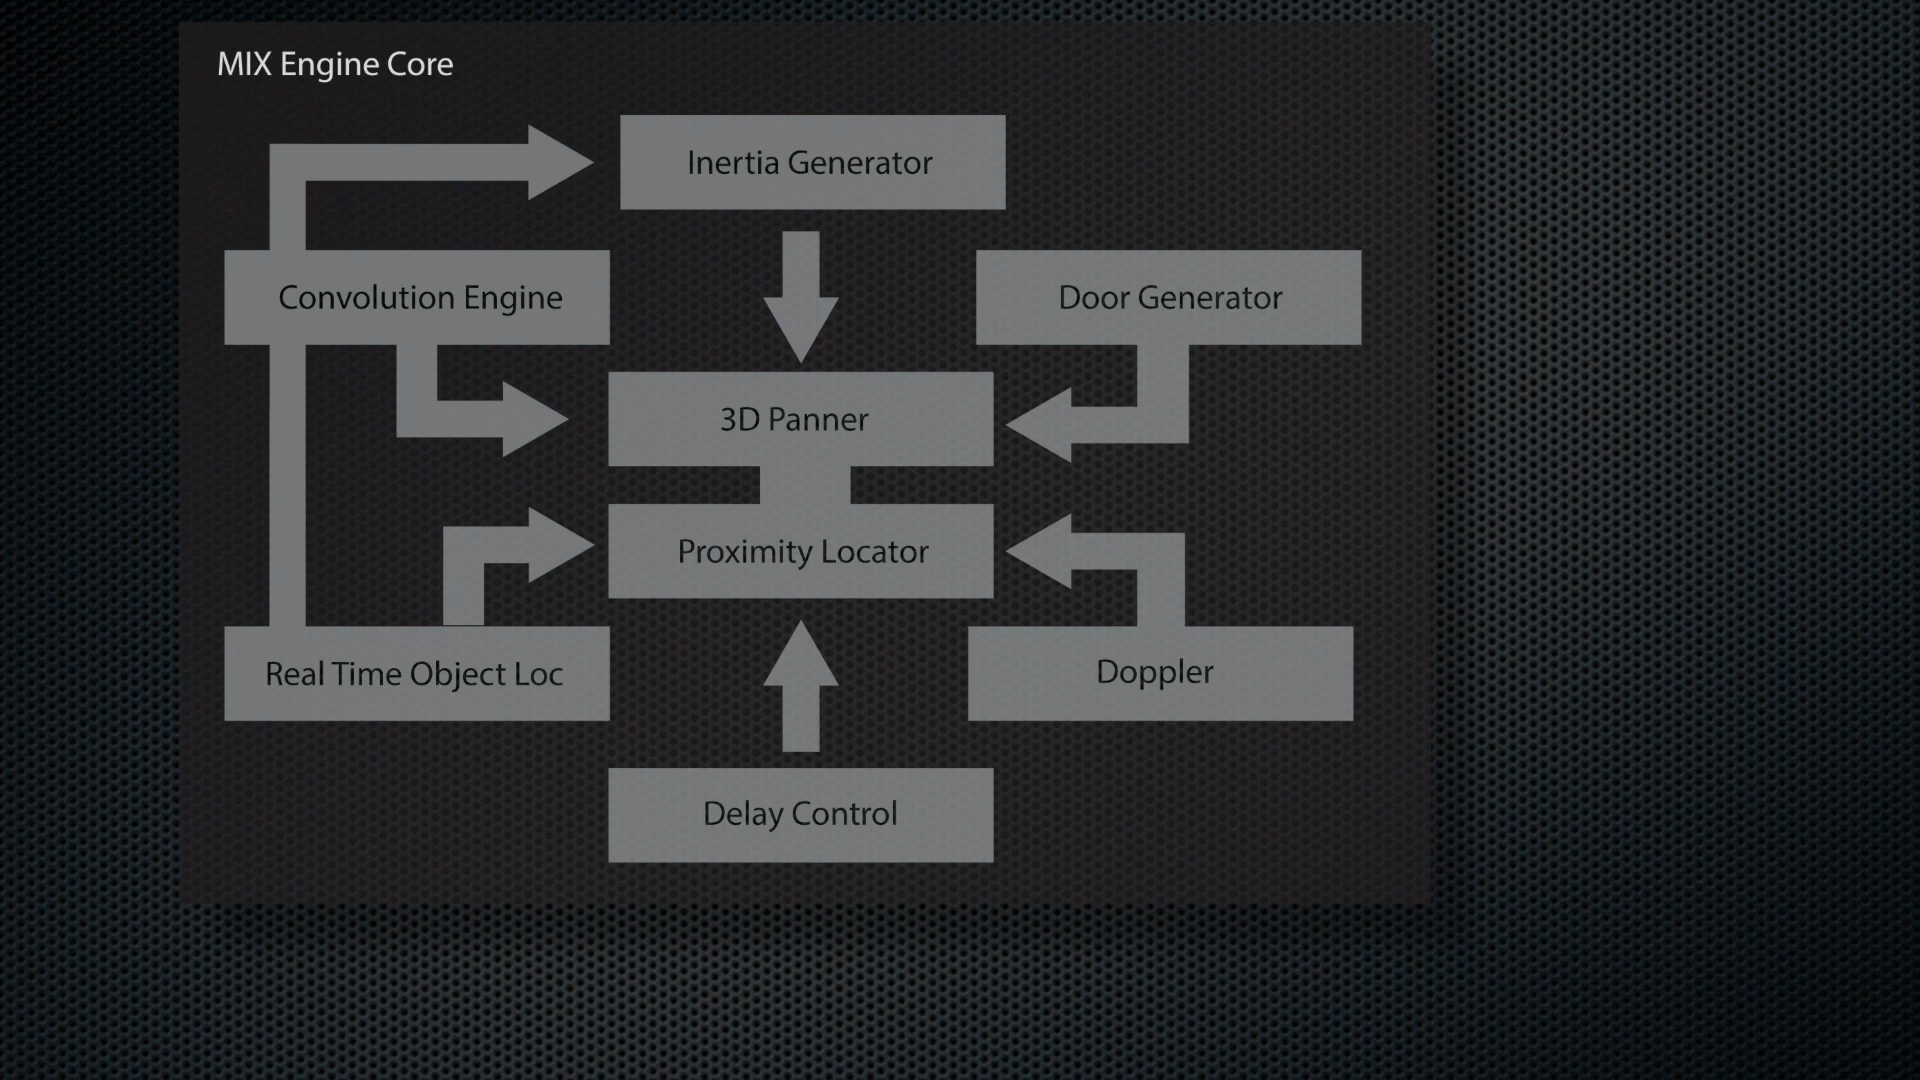 MIX Engine Core
Inertia Generator
Convolution Engine
Door Generator
3D Panner
Proximity Locator
Real Time Object Loc
Doppler
Delay Control